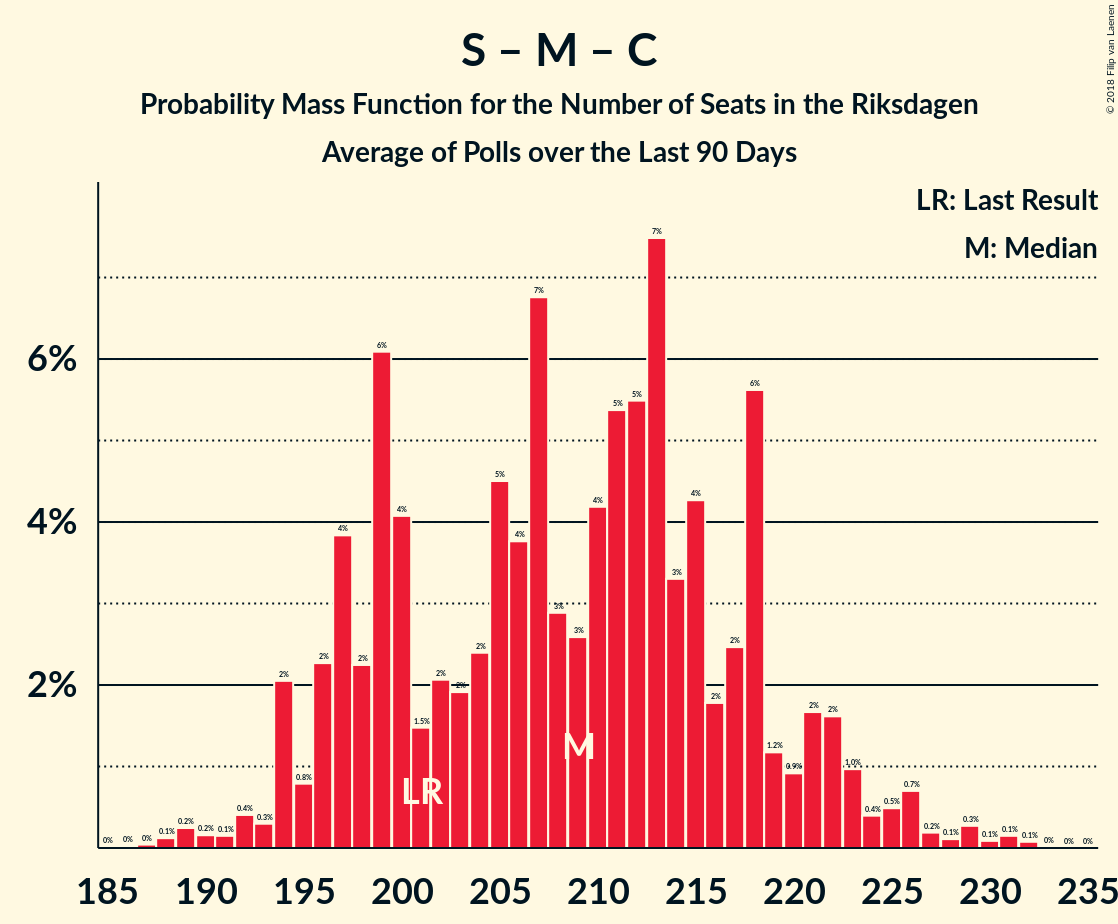 S – M – C
Probability Mass Function for the Number of Seats in the Riksdagen
Average of Polls over the Last 90 Days
© 2018 Filip van Laenen
LR: Last Result
M: Median
6%
4%
2%
0% 0% 0% 0.1% 0.2% 0.2% 0.1% 0.4% 0.3% 2% 0.8% 2% 4% 2% 6% 4% 1.5% 2% 2% 2% 5% 4% 7% 3% 3% 4% 5% 5% 7% 3% 4% 2% 2% 6% 1.2% 0.9% 2% 2% 1.0% 0.4% 0.5% 0.7% 0.2% 0.1% 0.3% 0.1% 0.1% 0.1% 0% 0% 0%
M
LR
185 190 195 200 205 210 215 220 225 230 235